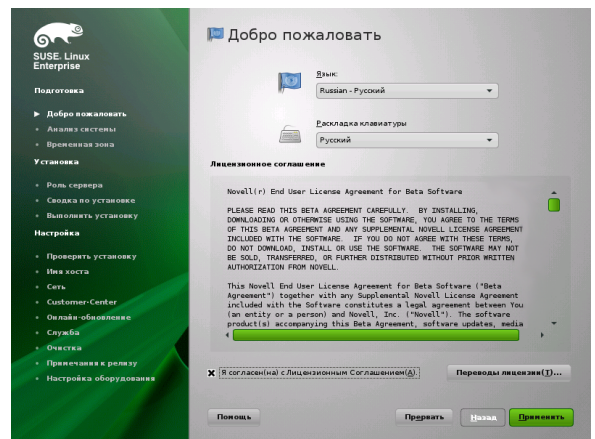 SUSE. Linux
Enterprise
Подготовка
Добро пожаловать
Анализ системы
Временная зона
Установка
Роль сервера
Сводка по установке
Выполнить установку
Настройка
Проверить установку
Имя хоста
Сеть
Customer-Center
Онлайн-обновление
Служба
Очистка
Примечания к релизу
Настройка оборудования
Добро пожаловать
Язык:
Russian - Русский
Раскладка клавиатуры
Русский
Лицензионное соглашение
Novell(r) End User License Agreement for Beta Software
PLEASE READ THIS BETA AGREEMENT CAREFULLY. BY INSTALLING,
DOWNLOADING OR OTHERWISE USING THE SOFTWARE, YOU AGREE TO THE TERMS
OF THIS BETA AGREEMENT AND ANY SUPPLEMENTAL NOVELL LICENSE AGREEMENT
INCLUDED WITH THE SOFTWARE. IF YOU DO NOT AGREE WITH THESE TERMS,
DO NOT DOWNLOAD, INSTALL OR USE THE SOFTWARE. THE SOFTWARE MAY NOT
BE SOLD, TRANSFERRED, OR FURTHER DISTRIBUTED WITHOUT PRIOR WRITTEN
AUTHORIZATION FROM NOVELL.
This Novell End User License Agreement for Beta Software ("Beta
Agreement") together with any Supplemental Novell License Agreement
included with the Software constitutes a legal agreement between You
(an entity or a person) and Novell, Inc. ("Novell"). The software
product(s) accompanying this Beta Agreement, software updates, media
Я согласен(на) с Лицензионным Соглашением(A).
Переводы лицензии(T)...
Помощь
Прервать
Назад
Применить